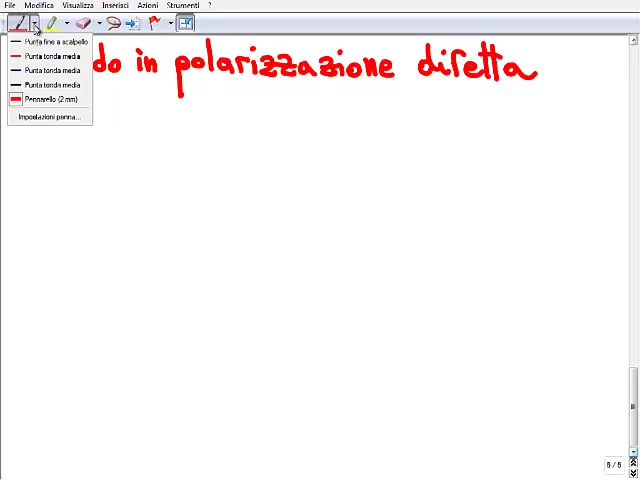 File Modifica Visualizza Inserisci Azioni Strumenti ?
do in polarizzazione diretta
Punta fine a scalpello
Punta tonda media
Punta tonda media
Punta tonda media
Pennarello (2 mm)
Impostazioni penna...
5 / 5